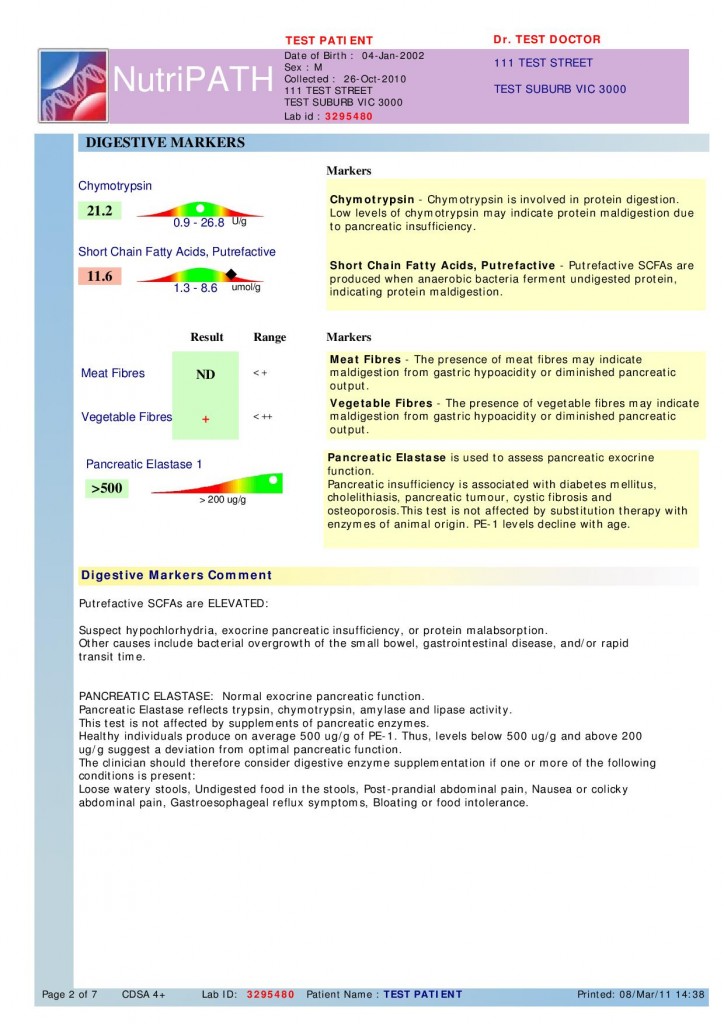 TEST PATIENT
Dr. TEST DOCTOR
NutriPATH
Date of Birth : 04-Jan-2002
Sex : M
Collected : 26-Oct-2010
111 TEST STREET
TEST SUBURB VIC 3000
Lab id : 3295480
111 TEST STREET
TEST SUBURB VIC 3000
DIGESTIVE MARKERS
Markers
Chymotrypsin
21.2
0.9 - 26.8 U/g
Chymotrypsin - Chymotrypsin is involved in protein digestion.
Low levels of chymotrypsin may indicate protein maldigestion due
to pancreatic insufficiency.
Short Chain Fatty Acids, Putrefactive
11.6
1.3 - 8.6 umol/g
Short Chain Fatty Acids, Putrefactive - Putrefactive SCFAs are
produced when anaerobic bacteria ferment undigested protein,
indicating protein maldigestion.
Result Range Markers
Meat Fibres ND < +
Meat Fibres - The presence of meat fibres may indicate
maldigestion from gastric hypoacidity or diminished pancreatic
output.
Vegetable Fibres + < ++
Vegetable Fibres - The presence of vegetable fibres may indicate
maldigestion from gastric hypoacidity or diminished pancreatic
output.
Pancreatic Elastase 1
>500
> 200 ug/g
Pancreatic Elastase is used to assess pancreatic exocrine
function.
Pancreatic insufficiency is associated with diabetes mellitus,
cholelithiasis, pancreatic tumour, cystic fibrosis and
osteoporosis.This test is not affected by substitution therapy with
enzymes of animal origin. PE-1 levels decline with age.
Digestive Markers Comment
Putrefactive SCFAs are ELEVATED:
Suspect hypochlorhydria, exocrine pancreatic insufficiency, or protein malabsorption.
Other causes include bacterial overgrowth of the small bowel, gastrointestinal disease, and/or rapid
transit time.
PANCREATIC ELASTASE: Normal exocrine pancreatic function.
Pancreatic Elastase reflects trypsin, chymotrypsin, amylase and lipase activity.
This test is not affected by supplements of pancreatic enzymes.
Healthy individuals produce on average 500 ug/g of PE-1. Thus, levels below 500 ug/g and above 200
ug/g suggest a deviation from optimal pancreatic function.
The clinician should therefore consider digestive enzyme supplementation if one or more of the following
conditions is present:
Loose watery stools, Undigested food in the stools, Post-prandial abdominal pain, Nausea or colicky
abdominal pain, Gastroesophageal reflux symptoms, Bloating or food intolerance.
Page 2 of 7 CDSA 4+ Lab ID: 3295480 Patient Name : TEST PATIENT Printed: 08/Mar/11 14:38